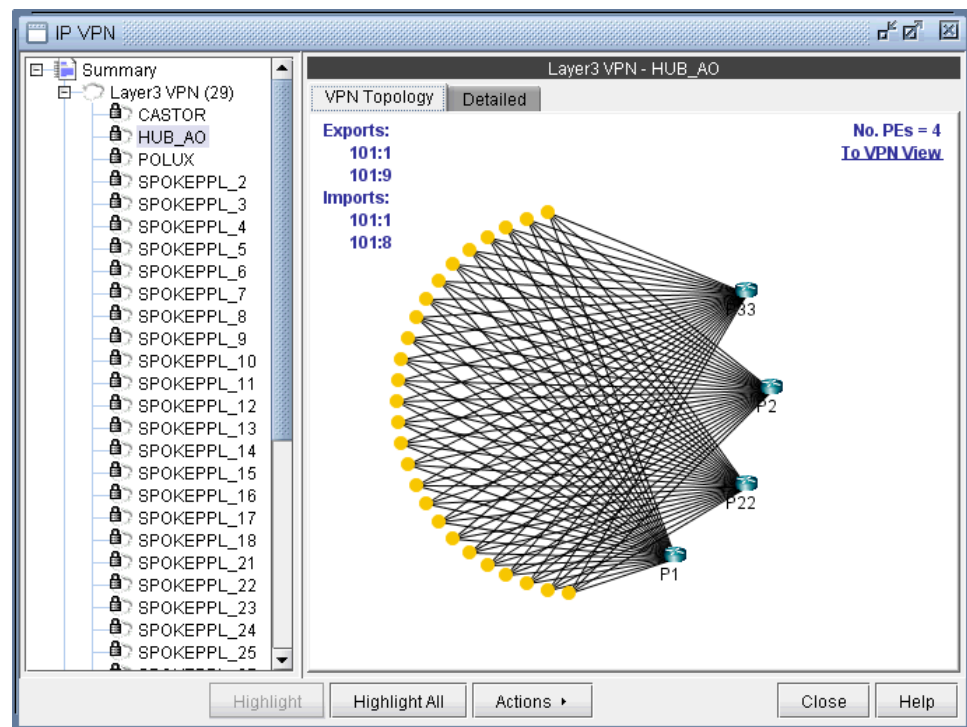 IP VPN
Summary
Layer3 VPN (29)
CASTOR
HUB_AO
POLUX
SPOKEPPL_2
SPOKEPPL_3
SPOKEPPL_4
SPOKEPPL_5
SPOKEPPL_6
SPOKEPPL_7
SPOKEPPL_8
SPOKEPPL_9
SPOKEPPL_10
SPOKEPPL_11
SPOKEPPL_12
SPOKEPPL_13
SPOKEPPL_14
SPOKEPPL_15
SPOKEPPL_16
SPOKEPPL_17
SPOKEPPL_18
SPOKEPPL_21
SPOKEPPL_22
SPOKEPPL_23
SPOKEPPL_24
SPOKEPPL_25
Layer3 VPN - HUB_AO
VPN Topology Detailed
Exports:
101:1
101:9
Imports:
101:1
101:8
No. PEs = 4
To VPN View
P33
P2
P22
P1
Highlight Highlight All Actions Close Help